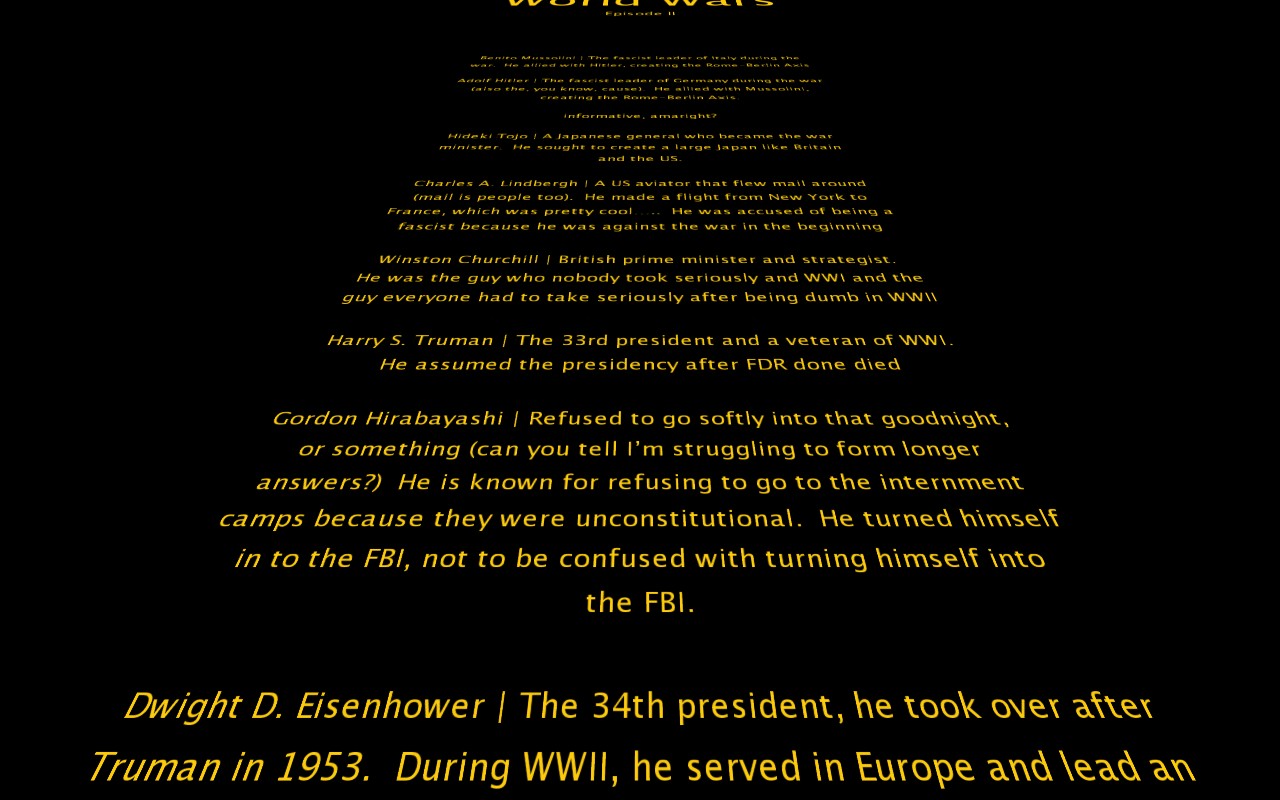 World Wars
Episode II
Benito Mussolini | The fascist leader of Italy during the
war.  He allied with Hitler, creating the Rome-Berlin Axis
Adolf Hitler | The fascist leader of Germany during the war
(also the, you know, cause).  He allied with Mussolini,
creating the Rome-Berlin Axis.
informative, amaright?
Hideki Tojo | A Japanese general who became the war
minister.  He sought to create a large Japan like Britain
and the US.
Charles A. Lindbergh | A US aviator that flew mail around
(mail is people too).  He made a flight from New York to
France, which was pretty cool.....  He was accused of being a
fascist because he was against the war in the beginning
Winston Churchill | British prime minister and strategist.
He was the guy who nobody took seriously and WWI and the
guy everyone had to take seriously after being dumb in WWII
Harry S. Truman | The 33rd president and a veteran of WWI.
He assumed the presidency after FDR done died
Gordon Hirabayashi | Refused to go softly into that goodnight,
or something (can you tell I’m struggling to form longer
answers?)  He is known for refusing to go to the internment
camps because they were unconstitutional.  He turned himself
in to the FBI, not to be confused with turning himself into
the FBI.
Dwight D. Eisenhower | The 34th president, he took over after
Truman in 1953.  During WWII, he served in Europe and lead an